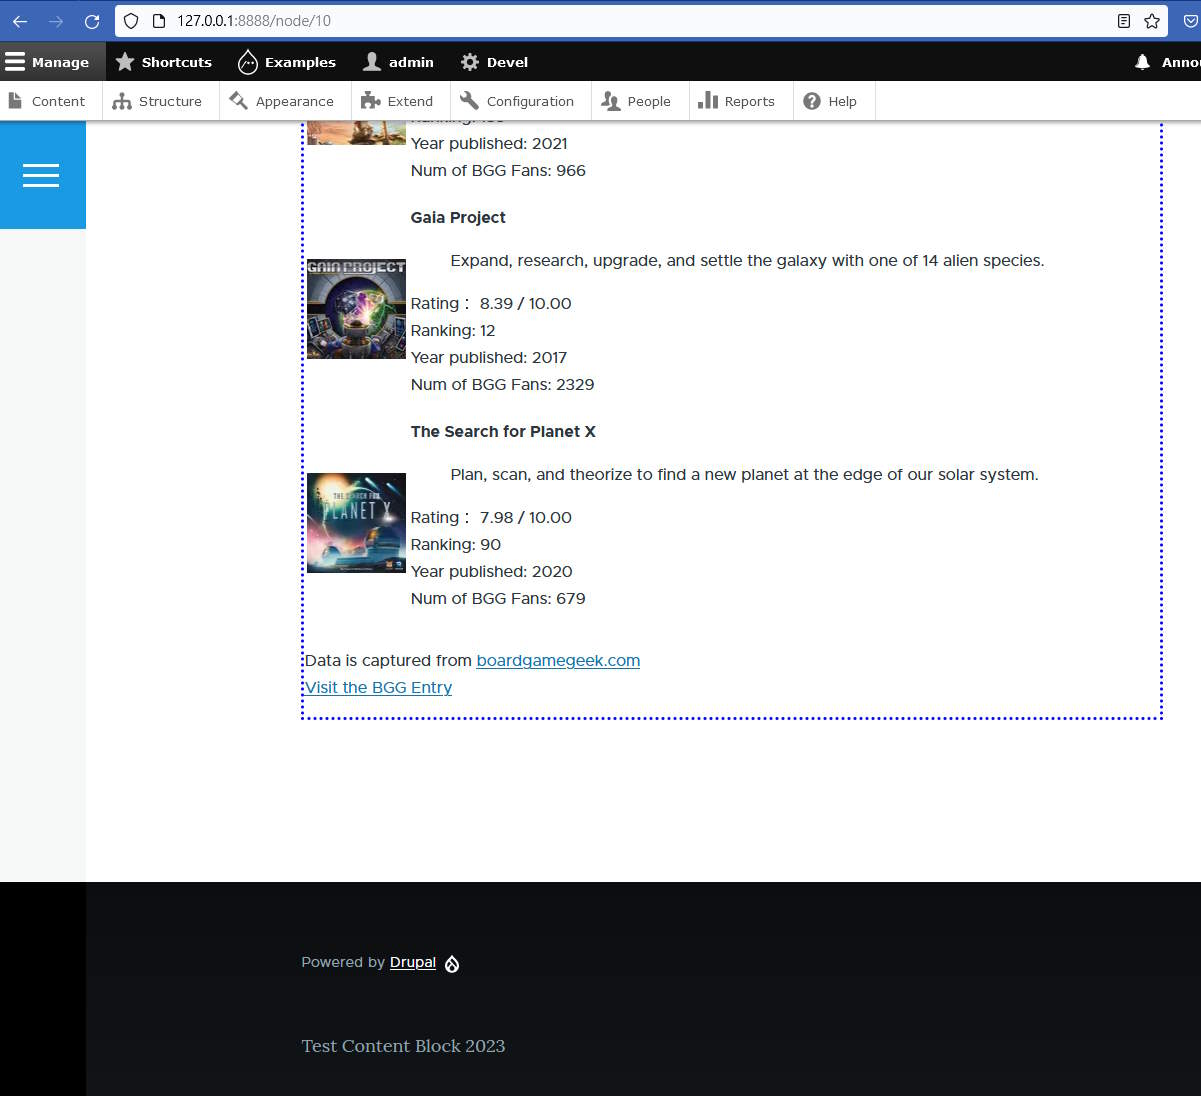 127.0.0.1:8888/node/10
Manage Shortcuts Examples admin Devel Annou
Content Structure Appearance Extend Configuration People Reports Help
Year published: 2021
Num of BGG Fans: 966
Gaia Project
GAIA PROJECT
Expand, research, upgrade, and settle the galaxy with one of 14 alien species.
Rating： 8.39 / 10.00
Ranking: 12
Year published: 2017
Num of BGG Fans: 2329
The Search for Planet X
Plan, scan, and theorize to find a new planet at the edge of our solar system.
THE SEARCH FOR
PLANET X
Rating： 7.98 / 10.00
Ranking: 90
Year published: 2020
Num of BGG Fans: 679
Data is captured from boardgamegeek.com
Visit the BGG Entry
Powered by Drupal
Test Content Block 2023